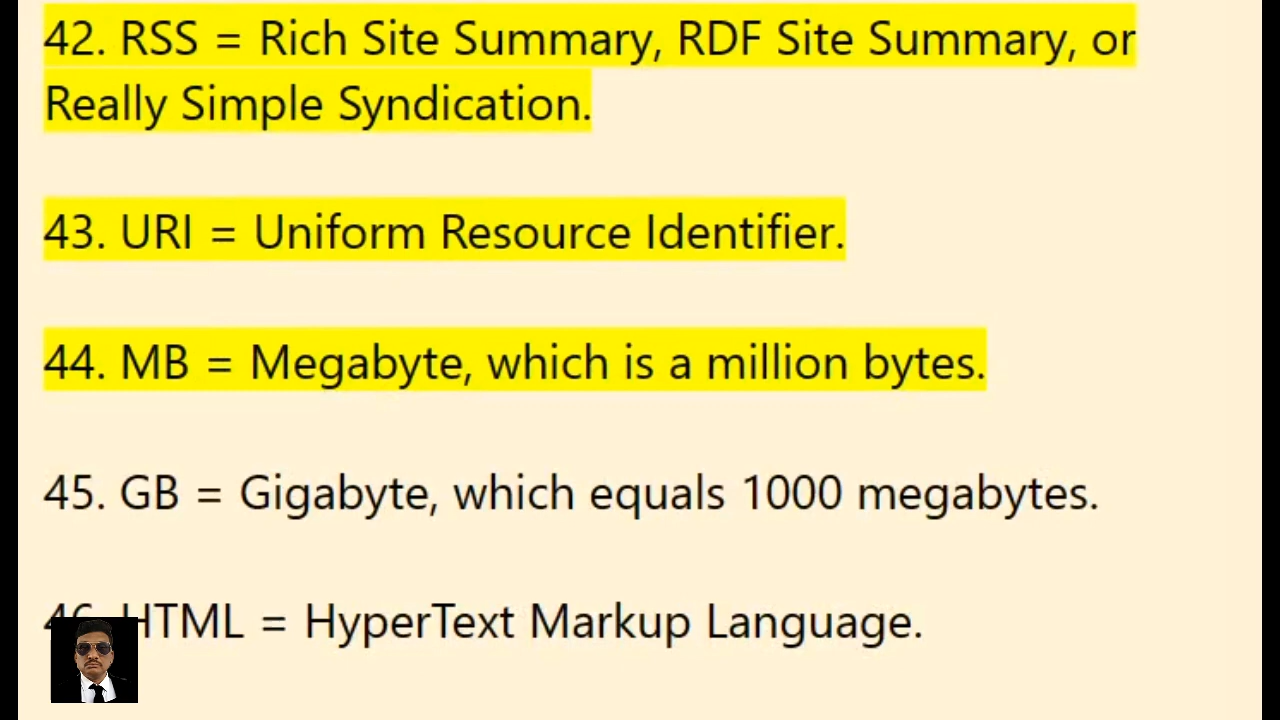 42. RSS = Rich Site Summary, RDF Site Summary, or
Really Simple Syndication.
43. URI = Uniform Resource Identifier.
44. MB = Megabyte, which is a million bytes.
45. GB = Gigabyte, which equals 1000 megabytes.
46. HTML = HyperText Markup Language.